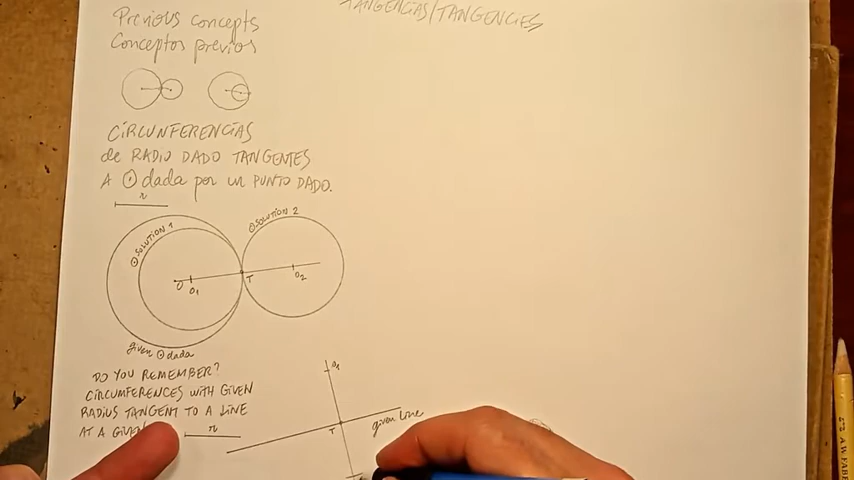 TANGENCIAS/TANGENCIES
Previous concepts
Conceptos previos
CIRCUNFERENCIAS
de RADIO DADO TANGENTES
A ⊙ dada por un PUNTO DADO.
r
⊙ SOLUTION 1
⊙ SOLUTION 2
O
O1
T
O2
given ⊙ dada
DO YOU REMEMBER?
CIRCUMFERENCES WITH GIVEN
RADIUS TANGENT TO A LINE
AT A GIVEN
r
O1
T
given line